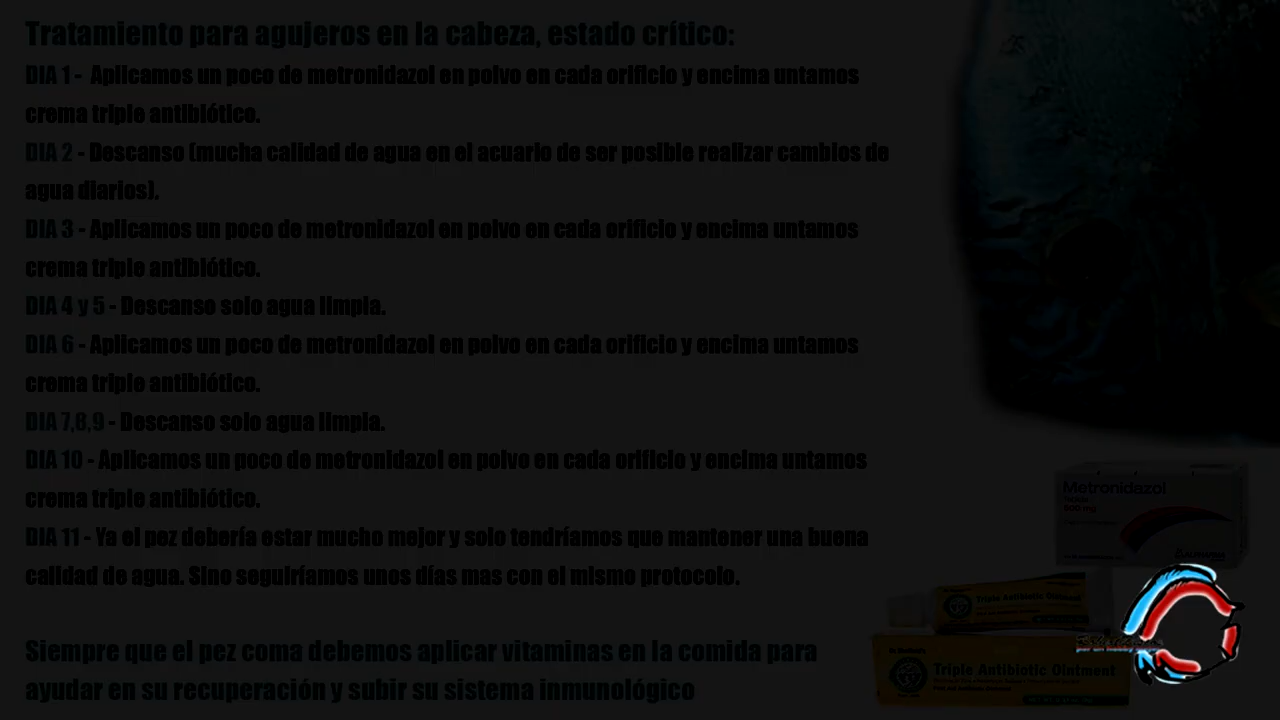 Tratamiento para agujeros en la cabeza, estado crítico:
DIA 1 - Aplicamos un poco de metronidazol en polvo en cada orificio y encima untamos
crema triple antibiótico.
DIA 2 - Descanso (mucha calidad de agua en el acuario de ser posible realizar cambios de
agua diarios).
DIA 3 - Aplicamos un poco de metronidazol en polvo en cada orificio y encima untamos
crema triple antibiótico.
DIA 4 y 5 - Descanso solo agua limpia.
DIA 6 - Aplicamos un poco de metronidazol en polvo en cada orificio y encima untamos
crema triple antibiótico.
DIA 7,8,9 - Descanso solo agua limpia.
DIA 10 - Aplicamos un poco de metronidazol en polvo en cada orificio y encima untamos
crema triple antibiótico.
DIA 11 - Ya el pez debería estar mucho mejor y solo tendríamos que mantener una buena
calidad de agua. Sino seguiríamos unos días mas con el mismo protocolo.
Siempre que el pez coma debemos aplicar vitaminas en la comida para
ayudar en su recuperación y subir su sistema inmunológico
Metronidazol
500 mg
Triple Antibiotic Ointment
Triple Antibiotic Ointment